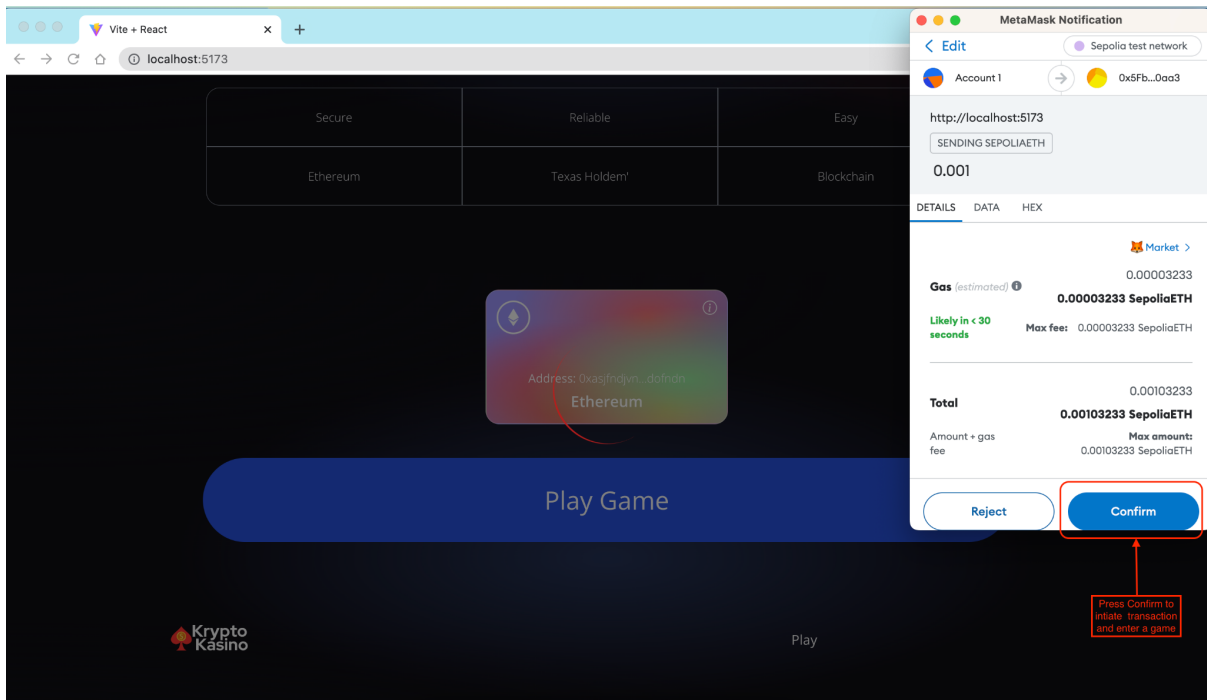 Vite + React
localhost:5173
Secure
Reliable
Easy
Ethereum
Texas Holdem'
Blockchain
Address: 0xasjfndjvn...dofndn
Ethereum
Play Game
Krypto
Kasino
Play
MetaMask Notification
Edit
Sepolia test network
Account 1
0x5Fb...0aa3
http://localhost:5173
SENDING SEPOLIAETH
0.001
DETAILS DATA HEX
Market >
0.00003233
Gas (estimated)
0.00003233 SepoliaETH
Likely in < 30
seconds
Max fee: 0.00003233 SepoliaETH
0.00103233
Total
0.00103233 SepoliaETH
Amount + gas
fee
Max amount:
0.00103233 SepoliaETH
Reject
Confirm
Press Confirm to
intiate transaction
and enter a game